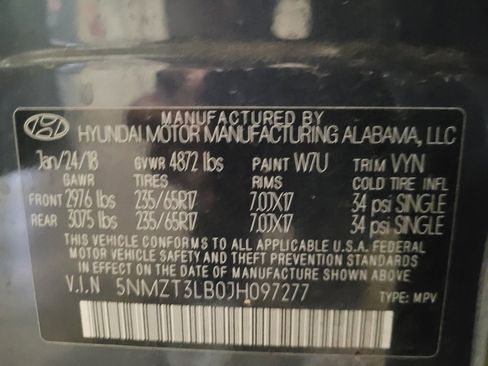 MANUFACTURED BY
HYUNDAI MOTOR MANUFACTURING ALABAMA, LLC
Jan/24/18 GVWR 4872 lbs PAINT W7U TRIM VYN
GAWR TIRES RIMS COLD TIRE INFL
FRONT 2976 lbs 235/65R17 7.0JX17 34 psi SINGLE
REAR 3075 lbs 235/65R17 7.0JX17 34 psi SINGLE
THIS VEHICLE CONFORMS TO ALL APPLICABLE U.S.A. FEDERAL
MOTOR VEHICLE SAFETY AND THEFT PREVENTION STANDARDS
IN EFFECT ON THE DATE OF MANUFACTURE SHOWN ABOVE.
V.I.N 5NMZT3LB0JH097277 TYPE: MPV